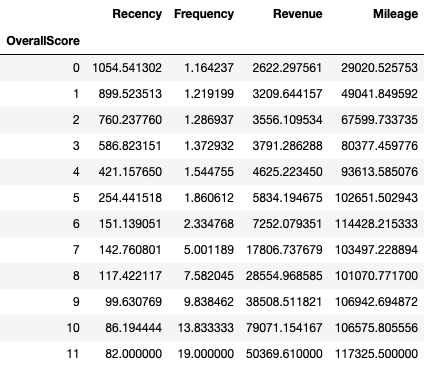 Recency Frequency Revenue Mileage
OverallScore
0 1054.541302 1.164237 2622.297561 29020.525753
1 899.523513 1.219199 3209.644157 49041.849592
2 760.237760 1.286937 3556.109534 67599.733735
3 586.823151 1.372932 3791.286288 80377.459776
4 421.157650 1.544755 4625.223450 93613.585076
5 254.441518 1.860612 5834.194675 102651.502943
6 151.139051 2.334768 7252.079351 114428.215333
7 142.760801 5.001189 17806.737679 103497.228894
8 117.422117 7.582045 28554.968585 101070.771700
9 99.630769 9.838462 38508.511821 106942.694872
10 86.194444 13.833333 79071.154167 106575.805556
11 82.000000 19.000000 50369.610000 117325.500000